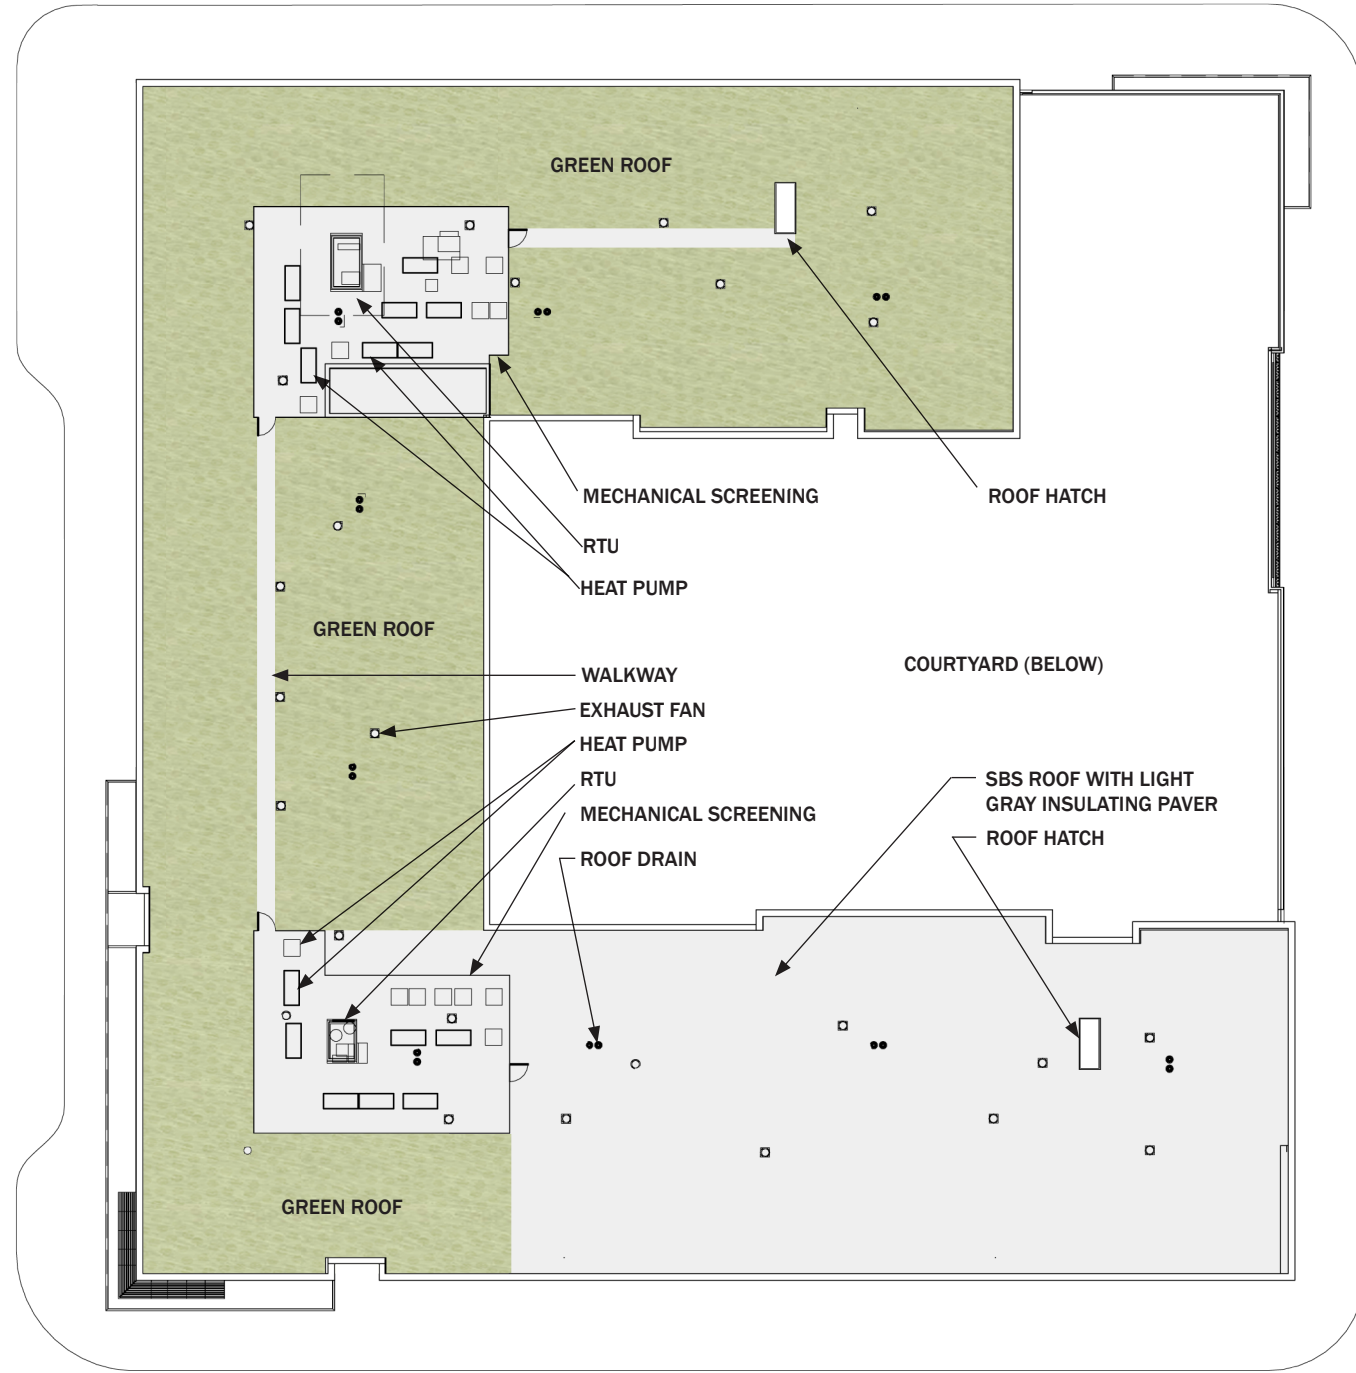 GREEN ROOF
MECHANICAL SCREENING
ROOF HATCH
RTU
HEAT PUMP
GREEN ROOF
COURTYARD (BELOW)
WALKWAY
EXHAUST FAN
HEAT PUMP
RTU
SBS ROOF WITH LIGHT
GRAY INSULATING PAVER
MECHANICAL SCREENING
ROOF HATCH
ROOF DRAIN
GREEN ROOF